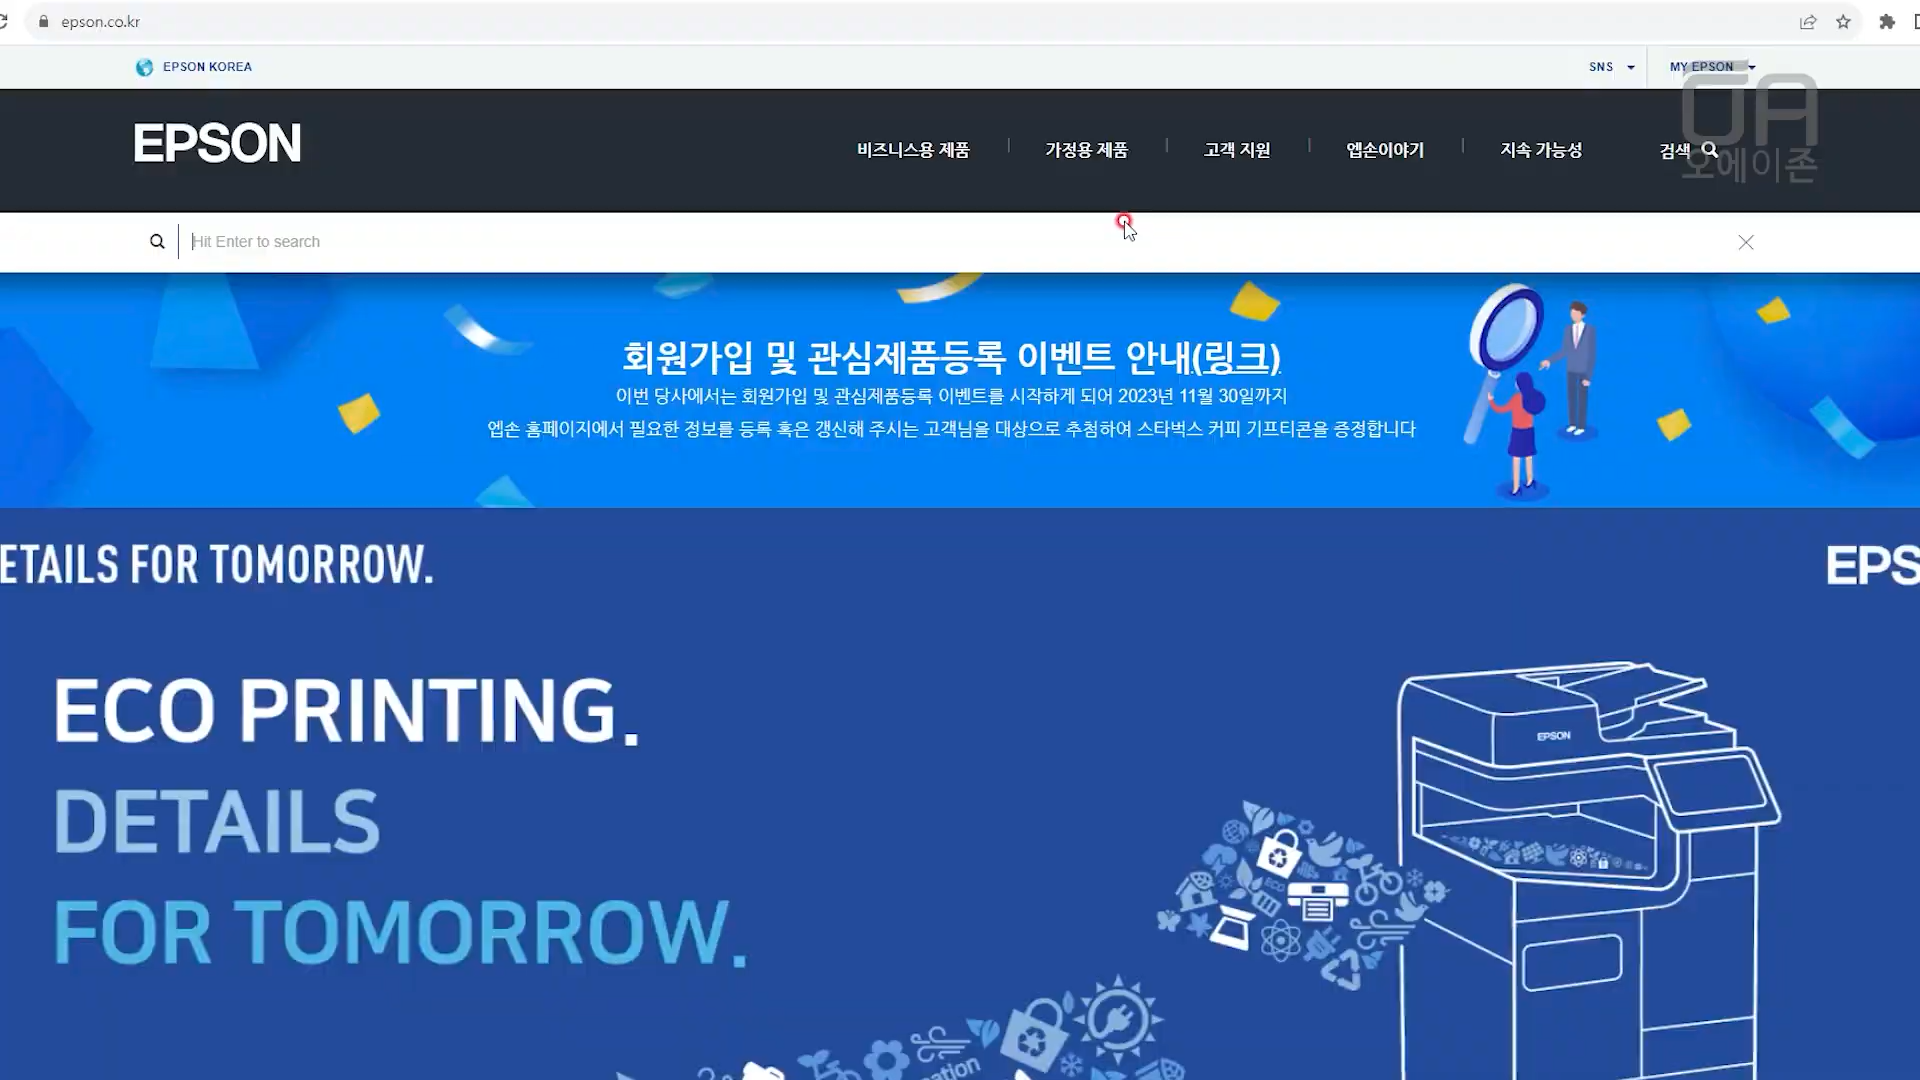 epson.co.kr
EPSON KOREA
SNS
MY EPSON
EPSON
비즈니스용 제품
가정용 제품
고객 지원
엡손이야기
지속 가능성
검색
OA
오에이존
Hit Enter to search
회원가입 및 관심제품등록 이벤트 안내(링크)
이번 당사에서는 회원가입 및 관심제품등록 이벤트를 시작하게 되어 2023년 11월 30일까지
엡손 홈페이지에서 필요한 정보를 등록 혹은 갱신해 주시는 고객님을 대상으로 추첨하여 스타벅스 커피 기프티콘을 증정합니다
ETAILS FOR TOMORROW.
EPS
ECO PRINTING.
DETAILS
FOR TOMORROW.
EPSON
ECO